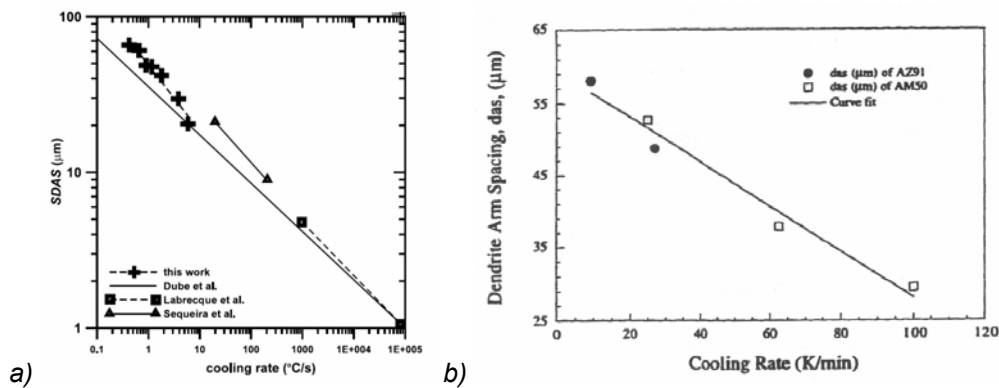 100
10
1
SDAS (μm)
this work
Dube et al.
Labrecque et al.
Sequeira et al.
0.1 1 10 100 1000 1E+004 1E+005
cooling rate (°C/s)
a)
65
55
45
35
25
Dendrite Arm Spacing, das, (μm)
das (μm) of AZ91
das (μm) of AM50
Curve fit
0 20 40 60 80 100 120
Cooling Rate (K/min)
b)